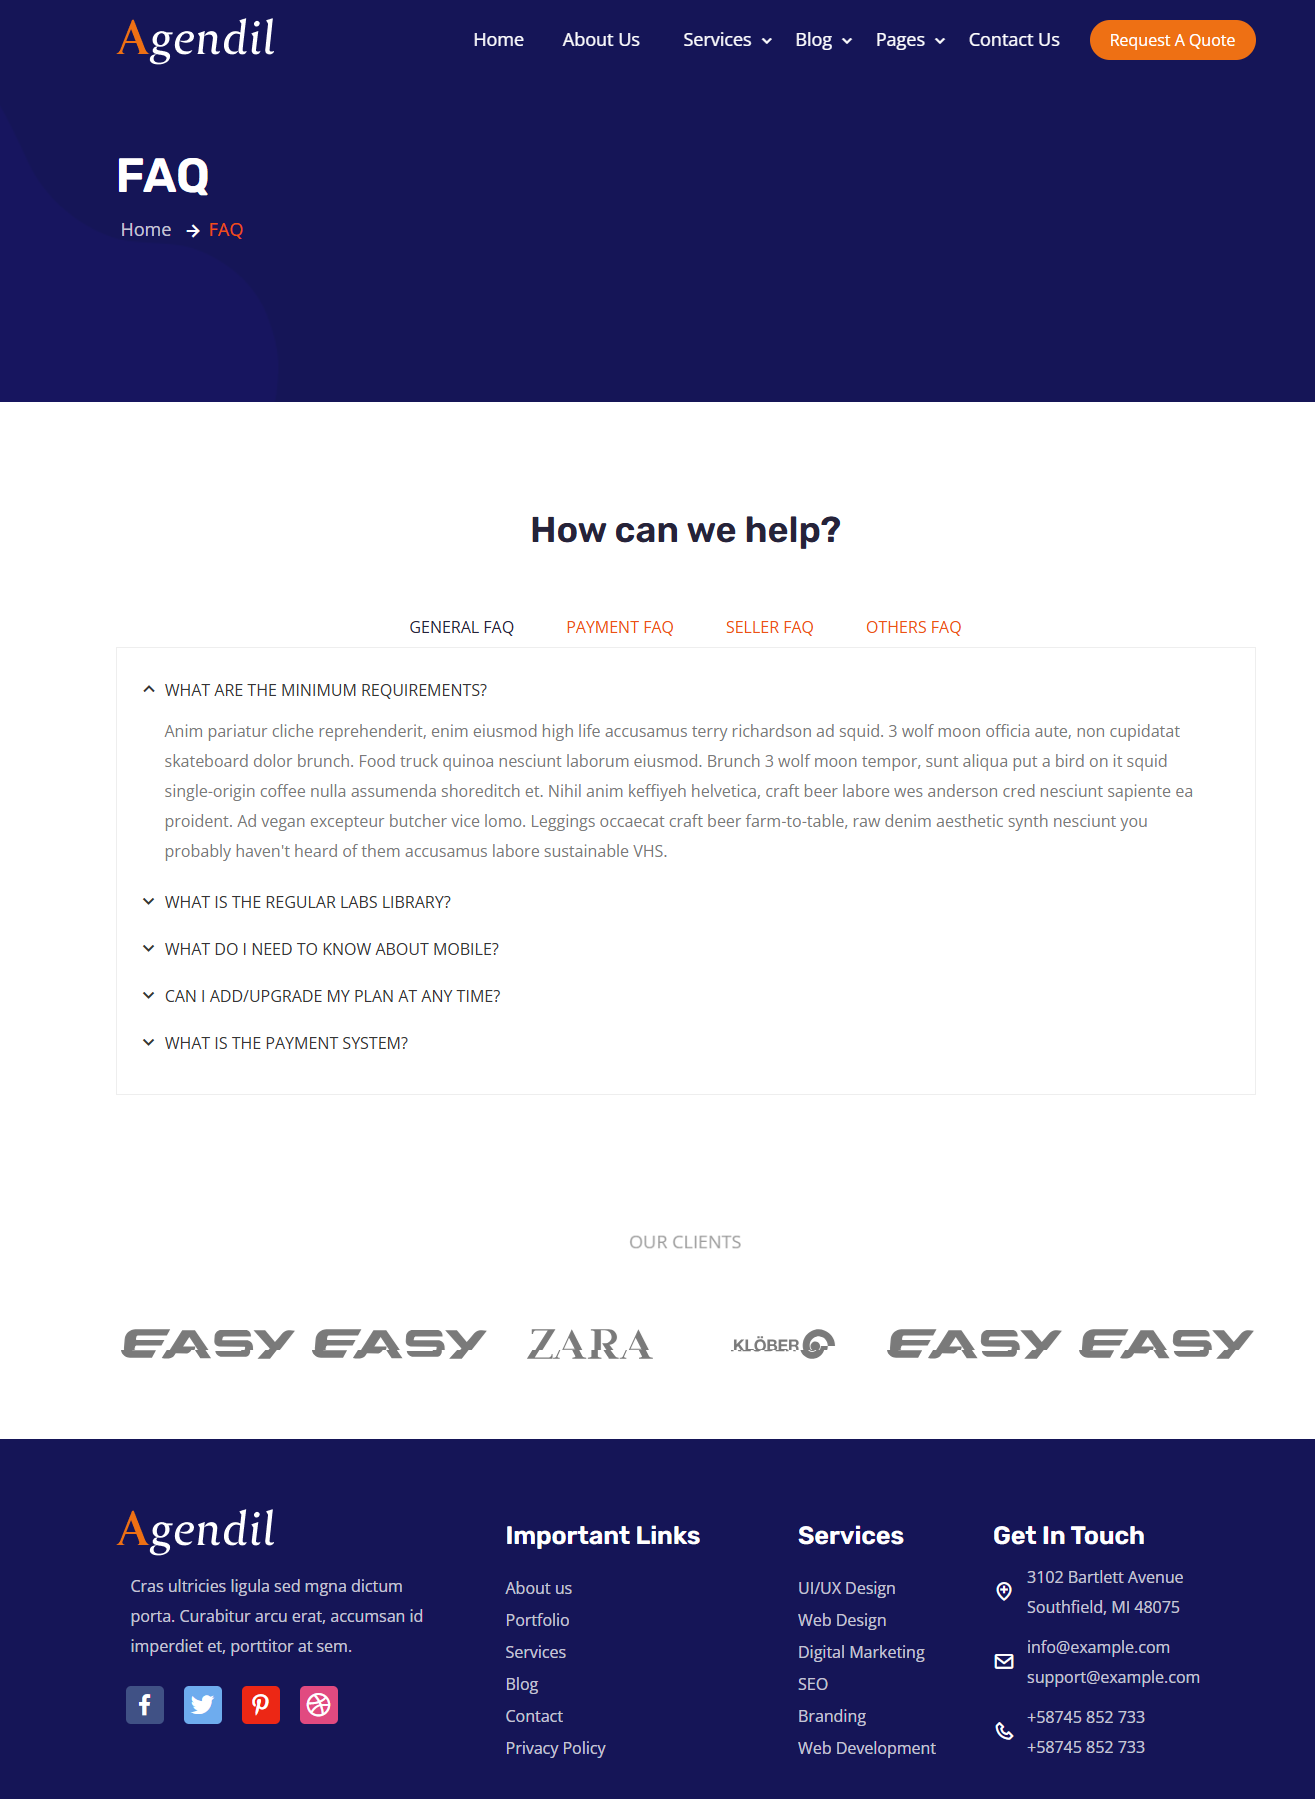 Agendil
Home About Us Services Blog Pages Contact Us Request A Quote
FAQ
Home FAQ
How can we help?
GENERAL FAQ PAYMENT FAQ SELLER FAQ OTHERS FAQ
WHAT ARE THE MINIMUM REQUIREMENTS?
Anim pariatur cliche reprehenderit, enim eiusmod high life accusamus terry richardson ad squid. 3 wolf moon officia aute, non cupidatat
skateboard dolor brunch. Food truck quinoa nesciunt laborum eiusmod. Brunch 3 wolf moon tempor, sunt aliqua put a bird on it squid
single-origin coffee nulla assumenda shoreditch et. Nihil anim keffiyeh helvetica, craft beer labore wes anderson cred nesciunt sapiente ea
proident. Ad vegan excepteur butcher vice lomo. Leggings occaecat craft beer farm-to-table, raw denim aesthetic synth nesciunt you
probably haven't heard of them accusamus labore sustainable VHS.
WHAT IS THE REGULAR LABS LIBRARY?
WHAT DO I NEED TO KNOW ABOUT MOBILE?
CAN I ADD/UPGRADE MY PLAN AT ANY TIME?
WHAT IS THE PAYMENT SYSTEM?
OUR CLIENTS
EASY EASY ZARA KLÖBER EASY EASY
Agendil
Cras ultricies ligula sed mgna dictum
porta. Curabitur arcu erat, accumsan id
imperdiet et, porttitor at sem.
Important Links
About us
Portfolio
Services
Blog
Contact
Privacy Policy
Services
UI/UX Design
Web Design
Digital Marketing
SEO
Branding
Web Development
Get In Touch
3102 Bartlett Avenue
Southfield, MI 48075
info@example.com
support@example.com
+58745 852 733
+58745 852 733